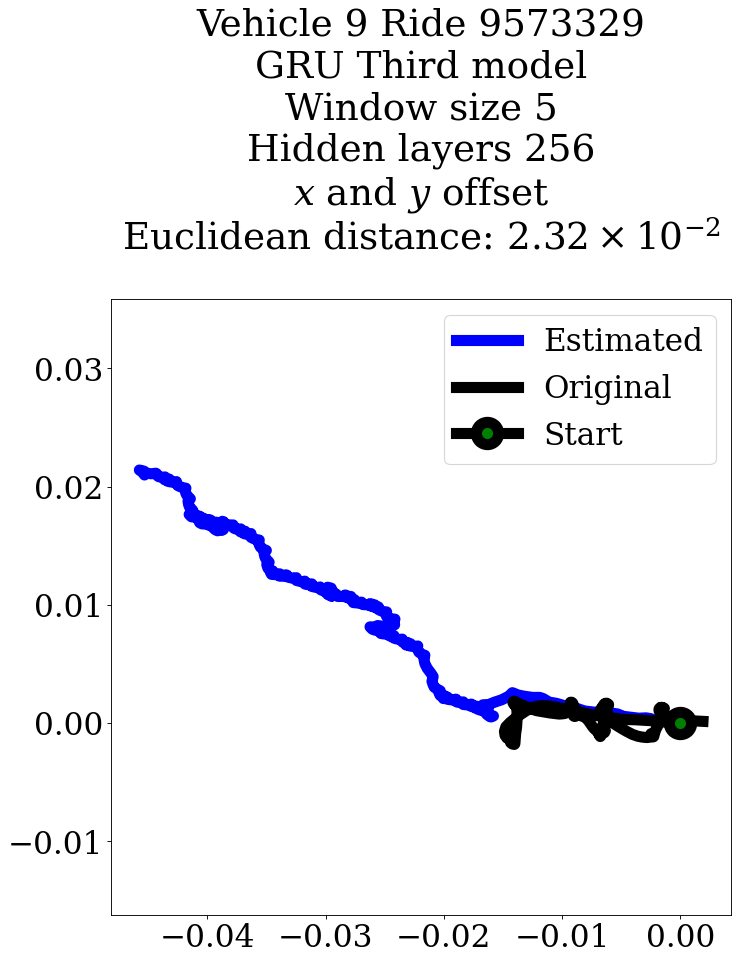 Vehicle 9 Ride 9573329
GRU Third model
Window size 5
Hidden layers 256
x and y offset
Euclidean distance: 2.32 × 10⁻²
Estimated
Original
Start
0.03
0.02
0.01
0.00
−0.01
−0.04 −0.03 −0.02 −0.01 0.00